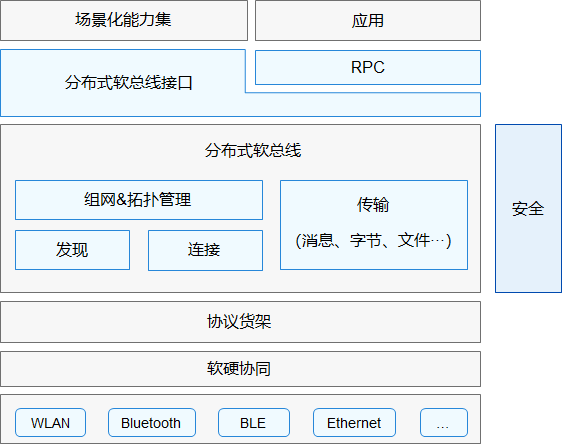 场景化能力集
应用
分布式软总线接口
RPC
分布式软总线
组网&拓扑管理
发现
连接
传输
(消息、字节、文件…)
安全
协议货架
软硬协同
WLAN
Bluetooth
BLE
Ethernet
...